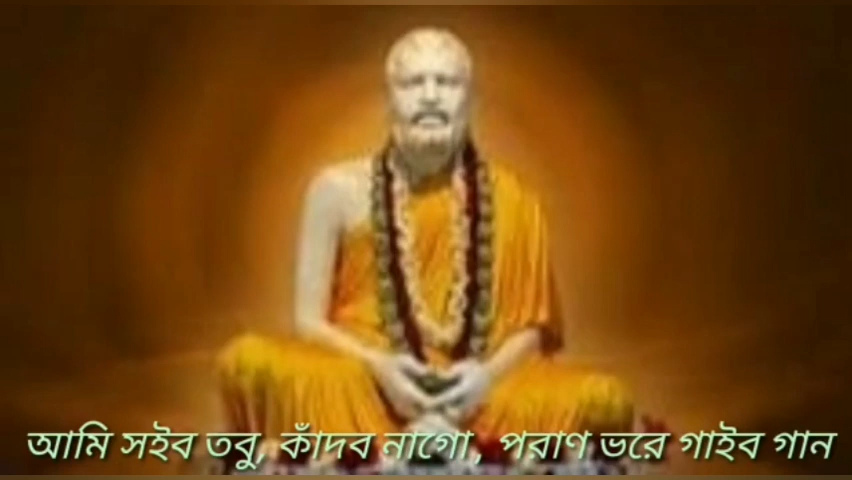 আমি সইব তবু, কাঁদব নাগো, পরাণ ভরে গাইব গান